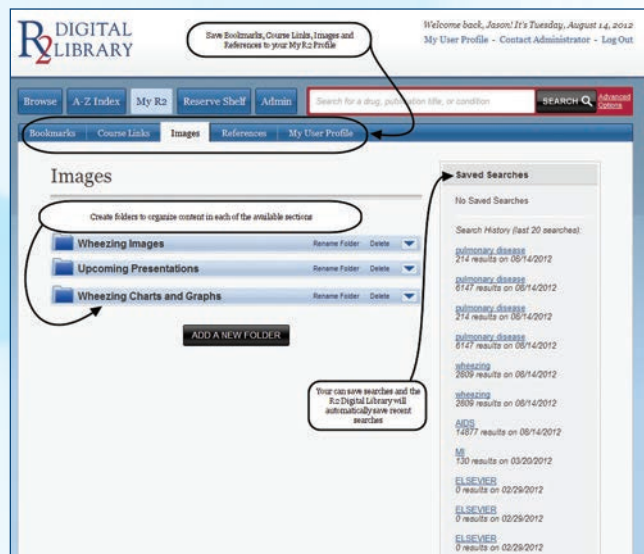 R2 DIGITAL
LIBRARY
Save Bookmarks, Course Links, Images and
References to your My R2 Profile
Welcome back, Jason! It's Tuesday, August 14, 2012
My User Profile - Contact Administrator - Log Out
Browse A-Z Index My R2 Reserve Shelf Admin
Search for a drug, publication title, or condition
SEARCH
Advanced
Options
Bookmarks Course Links Images References My User Profile
Images
Create folders to organize content in each of the available sections
Wheezing Images Rename Folder Delete
Upcoming Presentations Rename Folder Delete
Wheezing Charts and Graphs Rename Folder Delete
ADD A NEW FOLDER
Your can save searches and the
R2 Digital Library will
automatically save recent
searches
Saved Searches
No Saved Searches
Search History (last 20 searches)
pulmonary disease
214 results on 08/14/2012
pulmonary disease
6147 results on 08/14/2012
pulmonary disease
214 results on 08/14/2012
pulmonary disease
6147 results on 08/14/2012
wheezing
2609 results on 08/14/2012
wheezing
2609 results on 08/14/2012
AIDS
14877 results on 08/14/2012
MI
130 results on 03/20/2012
ELSEVIER
0 results on 02/29/2012
ELSEVIER
0 results on 02/29/2012
ELSEVIER
0 results on 02/29/2012